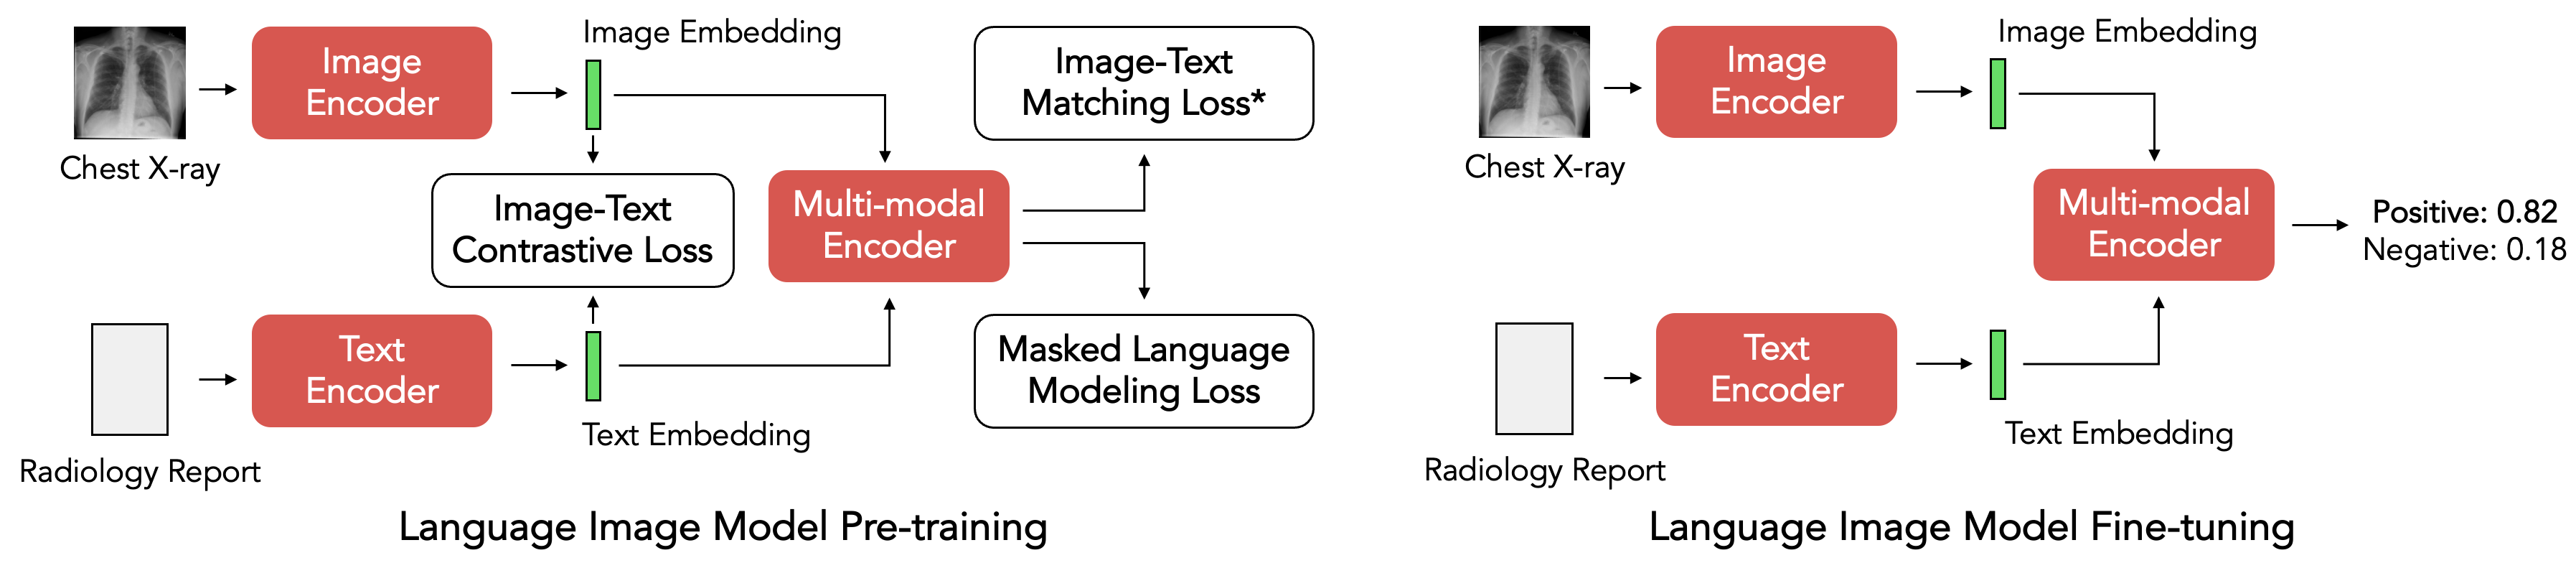 Image
Encoder
Image Embedding
Image-Text
Matching Loss*
Chest X-ray
Image-Text
Contrastive Loss
Multi-modal
Encoder
Text
Encoder
Masked Language
Modeling Loss
Text Embedding
Radiology Report
Language Image Model Pre-training
Image
Encoder
Image Embedding
Chest X-ray
Multi-modal
Encoder
Positive: 0.82
Negative: 0.18
Text
Encoder
Text Embedding
Radiology Report
Language Image Model Fine-tuning